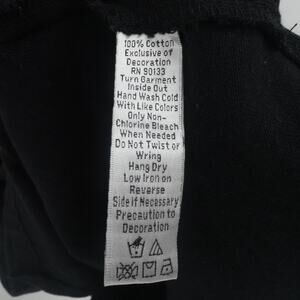 100% Cotton
Exclusive of
Decoration
RN 90133
Turn Garment
Inside Out
Hand Wash Cold
With Like Colors
Only Non-
Chlorine Bleach
When Needed
Do Not Twist or
Wring
Hang Dry
Low Iron on
Reverse
Side if Necessary
Precaution to
Decoration